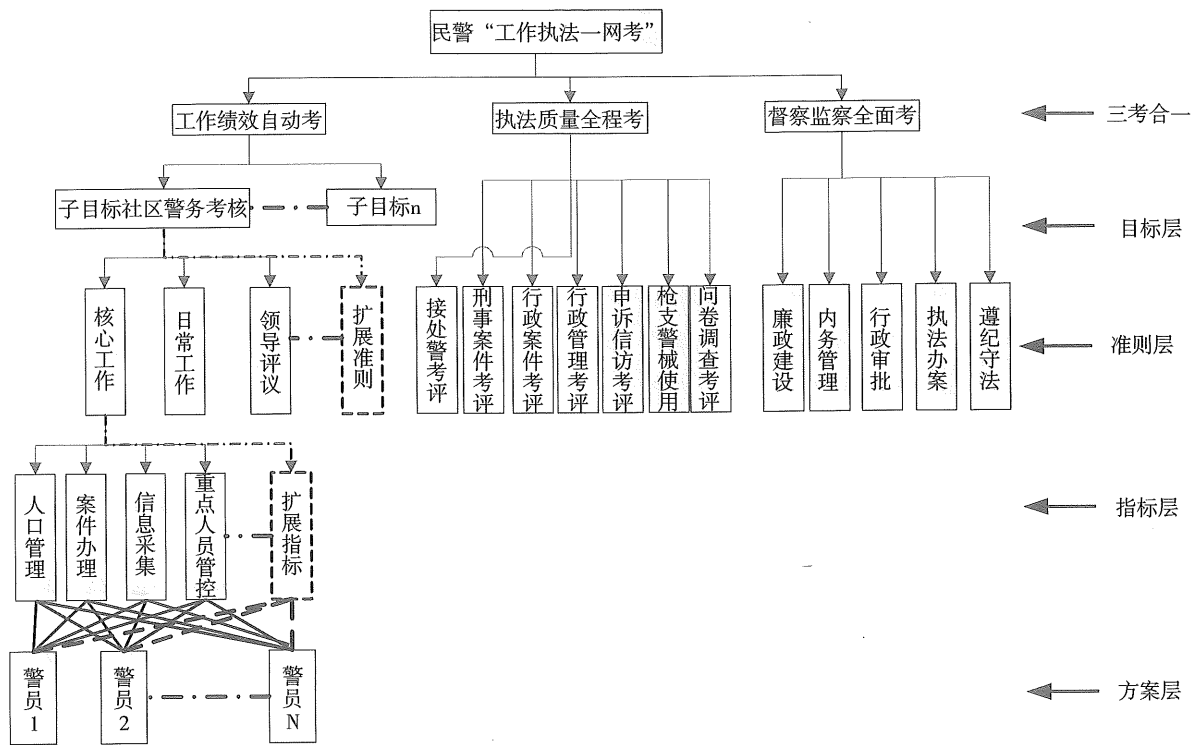 民警“工作执法一网考”
工作绩效自动考
执法质量全程考
督察监察全面考
三考合一
子目标社区警务考核
子目标n
目标层
核心工作
日常工作
领导评议
扩展准则
接处警考评
刑事案件考评
行政案件考评
行政管理考评
申诉信访考评
枪支警械使用
问卷调查考评
廉政建设
内务管理
行政审批
执法办案
遵纪守法
准则层
人口管理
案件办理
信息采集
重点人员管控
扩展指标
指标层
警员1
警员2
警员N
方案层